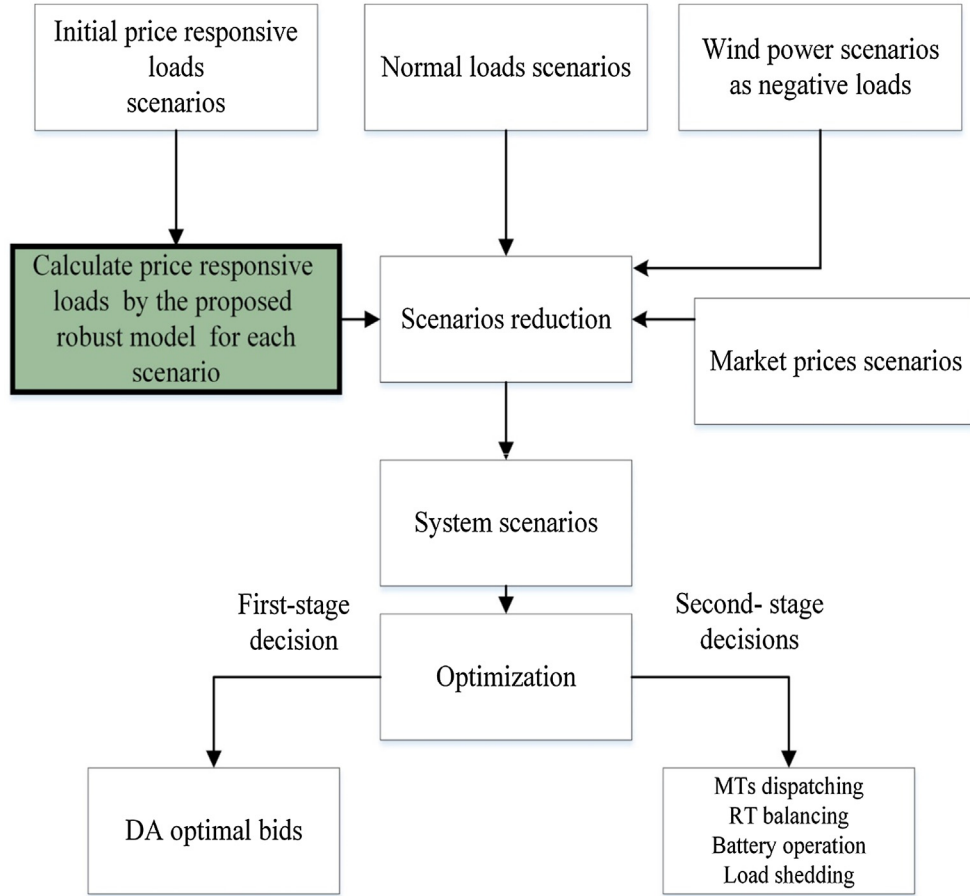 Initial price responsive
loads
scenarios
Normal loads scenarios
Wind power scenarios
as negative loads
Calculate price responsive
loads by the proposed
robust model for each
scenario
Scenarios reduction
Market prices scenarios
System scenarios
First-stage
decision
Second- stage
decisions
Optimization
DA optimal bids
MTs dispatching
RT balancing
Battery operation
Load shedding